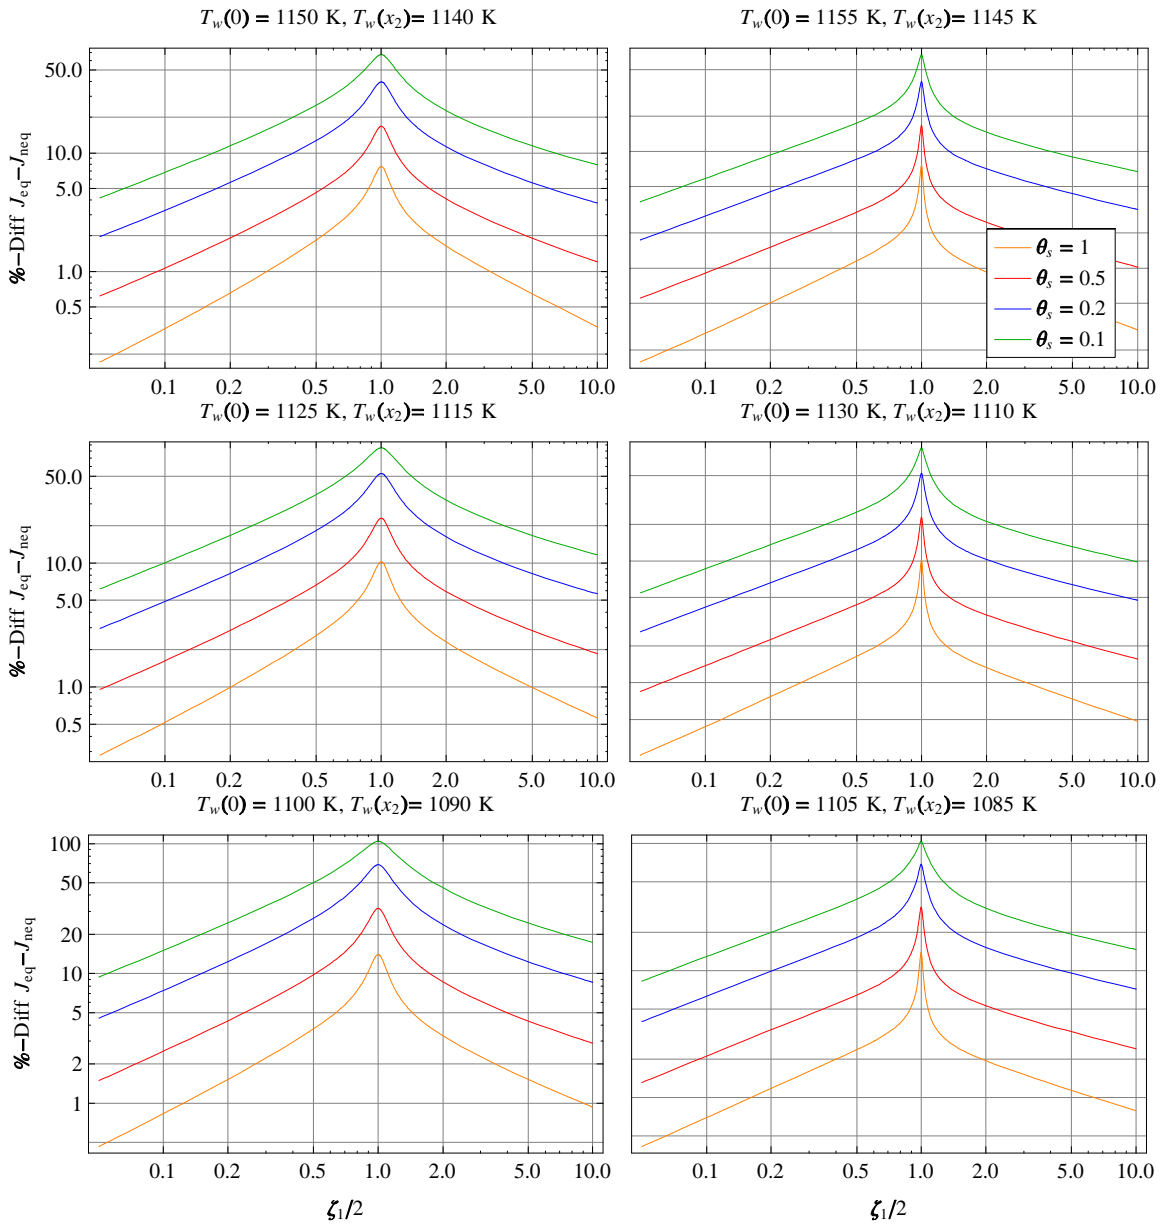 T_w(0) = 1150 K, T_w(x_2)= 1140 K
T_w(0) = 1155 K, T_w(x_2)= 1145 K
%−Diff J_eq−J_neq
50.0
10.0
5.0
1.0
0.5
0.1 0.2 0.5 1.0 2.0 5.0 10.0
θ_s = 1
θ_s = 0.5
θ_s = 0.2
θ_s = 0.1
0.1 0.2 0.5 1.0 2.0 5.0 10.0
T_w(0) = 1125 K, T_w(x_2)= 1115 K
T_w(0) = 1130 K, T_w(x_2)= 1110 K
%−Diff J_eq−J_neq
50.0
10.0
5.0
1.0
0.5
0.1 0.2 0.5 1.0 2.0 5.0 10.0
0.1 0.2 0.5 1.0 2.0 5.0 10.0
T_w(0) = 1100 K, T_w(x_2)= 1090 K
T_w(0) = 1105 K, T_w(x_2)= 1085 K
%−Diff J_eq−J_neq
100
50
20
10
5
2
1
0.1 0.2 0.5 1.0 2.0 5.0 10.0
0.1 0.2 0.5 1.0 2.0 5.0 10.0
ζ_1/2
ζ_1/2